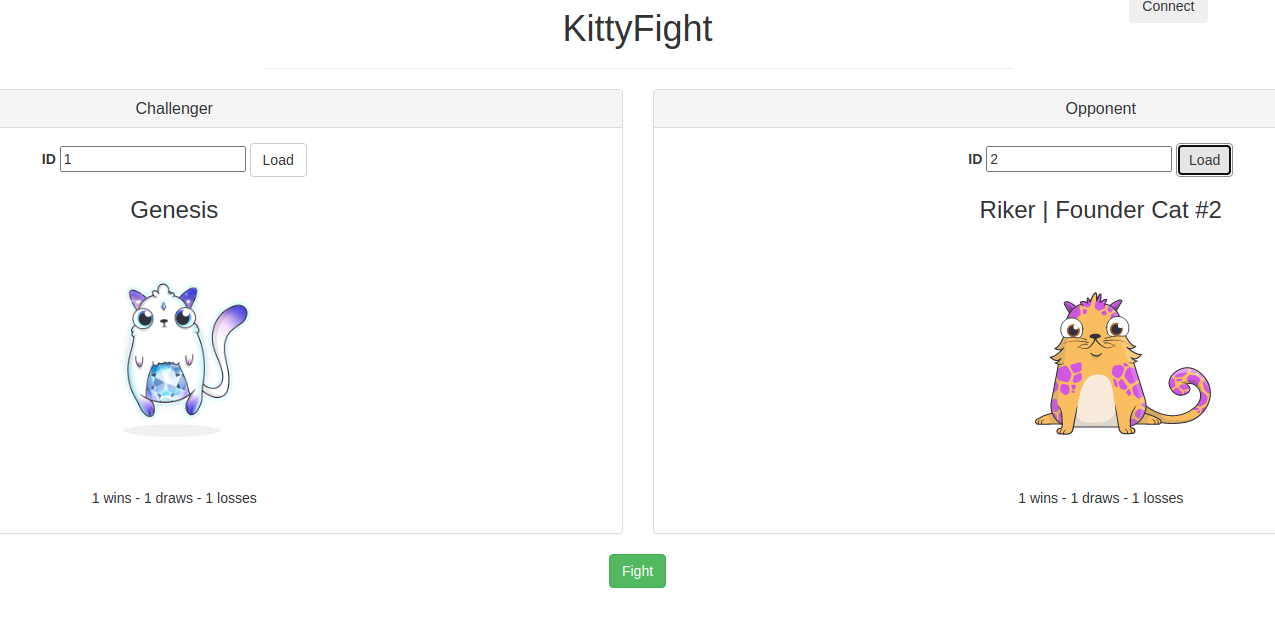 Connect
KittyFight
Challenger
ID 1 Load
Genesis
1 wins - 1 draws - 1 losses
Opponent
ID 2 Load
Riker | Founder Cat #2
1 wins - 1 draws - 1 losses
Fight